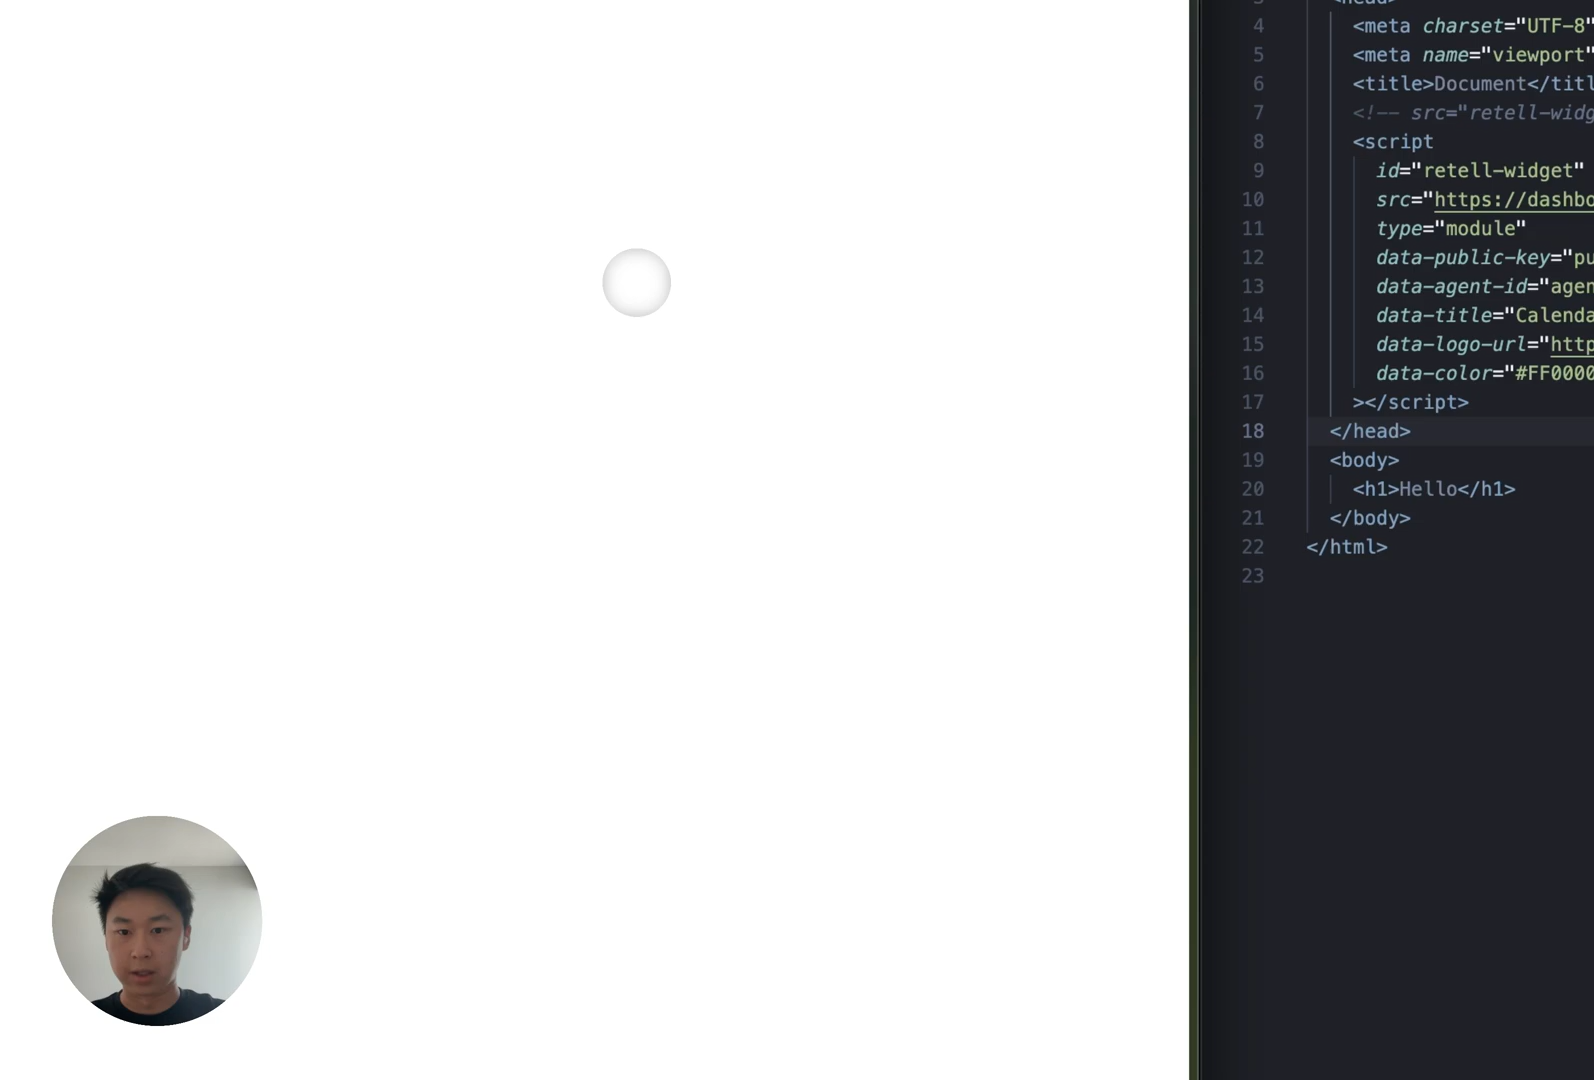 4 <meta charset="UTF-8"
5 <meta name="viewport"
6 <title>Document</titl
7 <!-- src="retell-widg
8 <script
9 id="retell-widget"
10 src="https://dashbo
11 type="module"
12 data-public-key="pu
13 data-agent-id="agen
14 data-title="Calenda
15 data-logo-url="http
16 data-color="#FF0000
17 ></script>
18 </head>
19 <body>
20 <h1>Hello</h1>
21 </body>
22 </html>
23